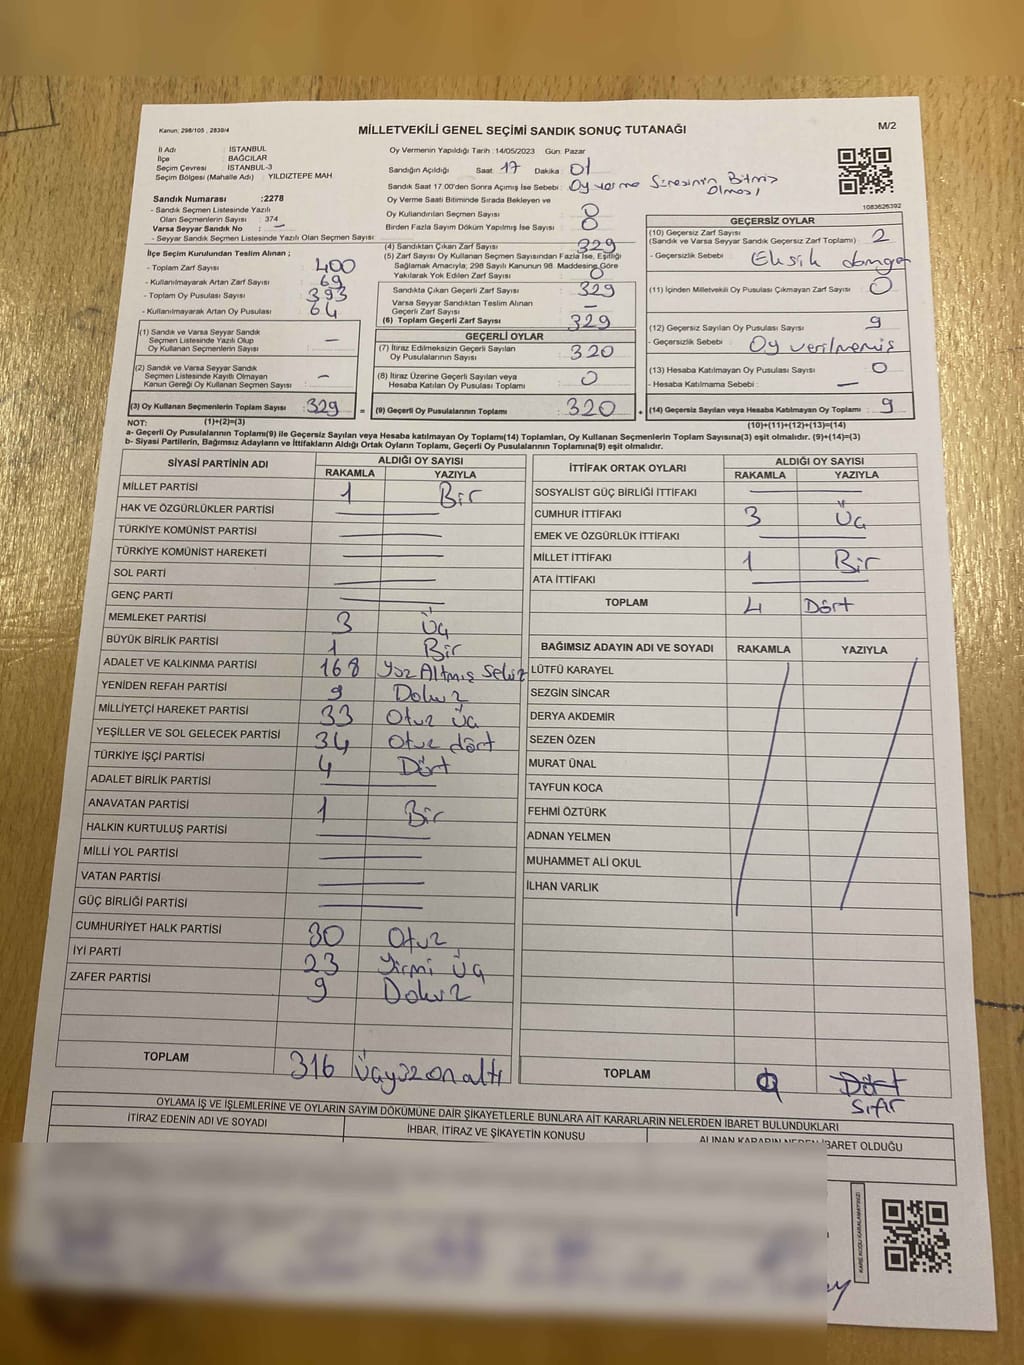 Kanun: 298/105 , 2839/4
MİLLETVEKİLİ GENEL SEÇİMİ SANDIK SONUÇ TUTANAĞI
M/2
İl Adı : İSTANBUL
İlçe : BAĞCILAR
Seçim Çevresi : İSTANBUL-3
Seçim Bölgesi (Mahalle Adı) : YILDIZTEPE MAH
Sandık Numarası :2278
- Sandık Seçmen Listesinde Yazılı
Olan Seçmenlerin Sayısı : 374
Varsa Seyyar Sandık No : –
- Seyyar Sandık Seçmen Listesinde Yazılı Olan Seçmen Sayısı :
İlçe Seçim Kurulundan Teslim Alınan ;
- Toplam Zarf Sayısı : 400
- Kullanılmayarak Artan Zarf Sayısı : 69
- Toplam Oy Pusulası Sayısı : 393
- Kullanılmayarak Artan Oy Pusulası : 64
(1) Sandık ve Varsa Seyyar Sandık
Seçmen Listesinde Yazılı Olup
Oy Kullanan Seçmenlerin Sayısı : –
(2) Sandık ve Varsa Seyyar Sandık
Seçmen Listesinde Kayıtlı Olmayan
Kanun Gereği Oy Kullanan Seçmen Sayısı : –
(3) Oy Kullanan Seçmenlerin Toplam Sayısı : 329
(1)+(2)=(3)
Oy Vermenin Yapıldığı Tarih : 14/05/2023 Gün: Pazar
Sandığın Açıldığı Saat : 17 Dakika : 01
Sandık Saat 17.00'den Sonra Açımış İse Sebebi : Oy verme Süresinin Bitmiş
Olması
Oy Verme Saati Bitiminde Sırada Bekleyen ve
Oy Kullandırılan Seçmen Sayısı : 0
Birden Fazla Sayım Döküm Yapılmış İse Sayısı : 0
(4) Sandıktan Çıkan Zarf Sayısı : 329
(5) Zarf Sayısı Oy Kullanan Seçmen Sayısından Fazla İse, Eşitliği
Sağlamak Amacıyla; 298 Sayılı Kanunun 98. Maddesine Göre
Yakılarak Yok Edilen Zarf Sayısı : 0
Sandıkta Çıkan Geçerli Zarf Sayısı : 329
Varsa Seyyar Sandıktan Teslim Alınan
Geçerli Zarf Sayısı : –
(6) Toplam Geçerli Zarf Sayısı : 329
GEÇERLİ OYLAR
(7) İtiraz Edilmeksizin Geçerli Sayılan
Oy Pusulalarının Sayısı : 320
(8) İtiraz Üzerine Geçerli Sayılan veya
Hesaba Katılan Oy Pusulası Toplamı : 0
= (9) Geçerli Oy Pusulalarının Toplamı : 320 +
1083626392
GEÇERSİZ OYLAR
(10) Geçersiz Zarf Sayısı
(Sandık ve Varsa Seyyar Sandık Geçersiz Zarf Toplamı) : 2
- Geçersizlik Sebebi : Eksik damga
(11) İçinden Milletvekili Oy Pusulası Çıkmayan Zarf Sayısı : 0
(12) Geçersiz Sayılan Oy Pusulası Sayısı : 9
- Geçersizlik Sebebi : Oy verilmemiş
(13) Hesaba Katılmayan Oy Pusulası Sayısı : 0
- Hesaba Katılmama Sebebi : –
(14) Geçersiz Sayılan veya Hesaba Katılmayan Oy Toplamı : 9
(10)+(11)+(12)+(13)=(14)
NOT:
a- Geçerli Oy Pusulalarının Toplamı(9) ile Geçersiz Sayılan veya Hesaba katılmayan Oy Toplamı(14) Toplamları, Oy Kullanan Seçmenlerin Toplam Sayısına(3) eşit olmalıdır. (9)+(14)=(3)
b- Siyasi Partilerin, Bağımsız Adayların ve İttifakların Aldığı Ortak Oyların Toplamı, Geçerli Oy Pusulalarının Toplamına(9) eşit olmalıdır.
SİYASİ PARTİNİN ADI ALDIĞI OY SAYISI
RAKAMLA YAZIYLA
MİLLET PARTİSİ 1 Bir
HAK VE ÖZGÜRLÜKLER PARTİSİ
TÜRKİYE KOMÜNİST PARTİSİ
TÜRKİYE KOMÜNİST HAREKETİ
SOL PARTİ
GENÇ PARTİ
MEMLEKET PARTİSİ 3 Üç
BÜYÜK BİRLİK PARTİSİ 1 Bir
ADALET VE KALKINMA PARTİSİ 168 Yüz Altmış Sekiz
YENİDEN REFAH PARTİSİ 9 Dokuz
MİLLİYETÇİ HAREKET PARTİSİ 33 Otuz üç
YEŞİLLER VE SOL GELECEK PARTİSİ 34 Otuz dört
TÜRKİYE İŞÇİ PARTİSİ 4 Dört
ADALET BİRLİK PARTİSİ
ANAVATAN PARTİSİ 1 Bir
HALKIN KURTULUŞ PARTİSİ
MİLLİ YOL PARTİSİ
VATAN PARTİSİ
GÜÇ BİRLİĞİ PARTİSİ
CUMHURİYET HALK PARTİSİ 30 Otuz
İYİ PARTİ 23 Yirmi üç
ZAFER PARTİSİ 9 Dokuz
TOPLAM 316 Üçyüzonaltı
İTTİFAK ORTAK OYLARI ALDIĞI OY SAYISI
RAKAMLA YAZIYLA
SOSYALİST GÜÇ BİRLİĞİ İTTİFAKI
CUMHUR İTTİFAKI 3 Üç
EMEK VE ÖZGÜRLÜK İTTİFAKI
MİLLET İTTİFAKI 1 Bir
ATA İTTİFAKI
TOPLAM 4 Dört
BAĞIMSIZ ADAYIN ADI VE SOYADI RAKAMLA YAZIYLA
LÜTFÜ KARAYEL
SEZGİN SİNCAR
DERYA AKDEMİR
SEZEN ÖZEN
MURAT ÜNAL
TAYFUN KOCA
FEHMİ ÖZTÜRK
ADNAN YELMEN
MUHAMMET ALİ OKUL
İLHAN VARLIK
TOPLAM Dört
Sıfır
OYLAMA İŞ VE İŞLEMLERİNE VE OYLARIN SAYIM DÖKÜMÜNE DAİR ŞİKAYETLERLE BUNLARA AİT KARARLARIN NELERDEN İBARET BULUNDUKLARI
İTİRAZ EDENİN ADI VE SOYADI İHBAR, İTİRAZ VE ŞİKAYETİN KONUSU ALINAN KARARIN NEDEN İBARET OLDUĞU
KARE KODU KARALAMAYINIZ!